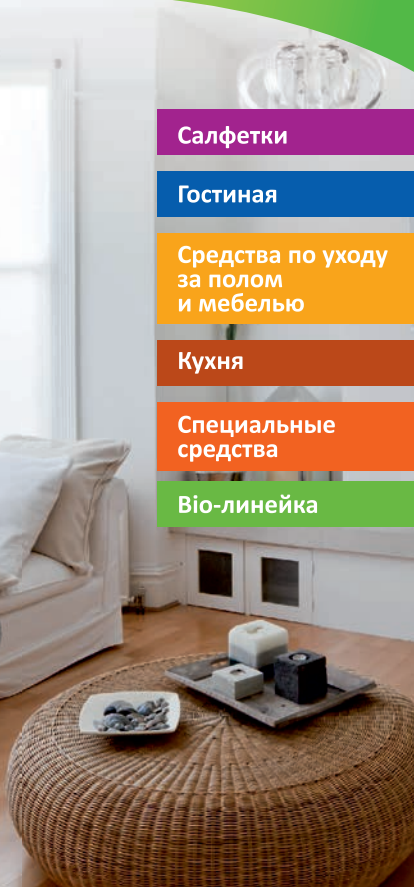 Салфетки
Гостиная
Средства по уходу
за полом
и мебелью
Кухня
Специальные
средства
Bio-линейка